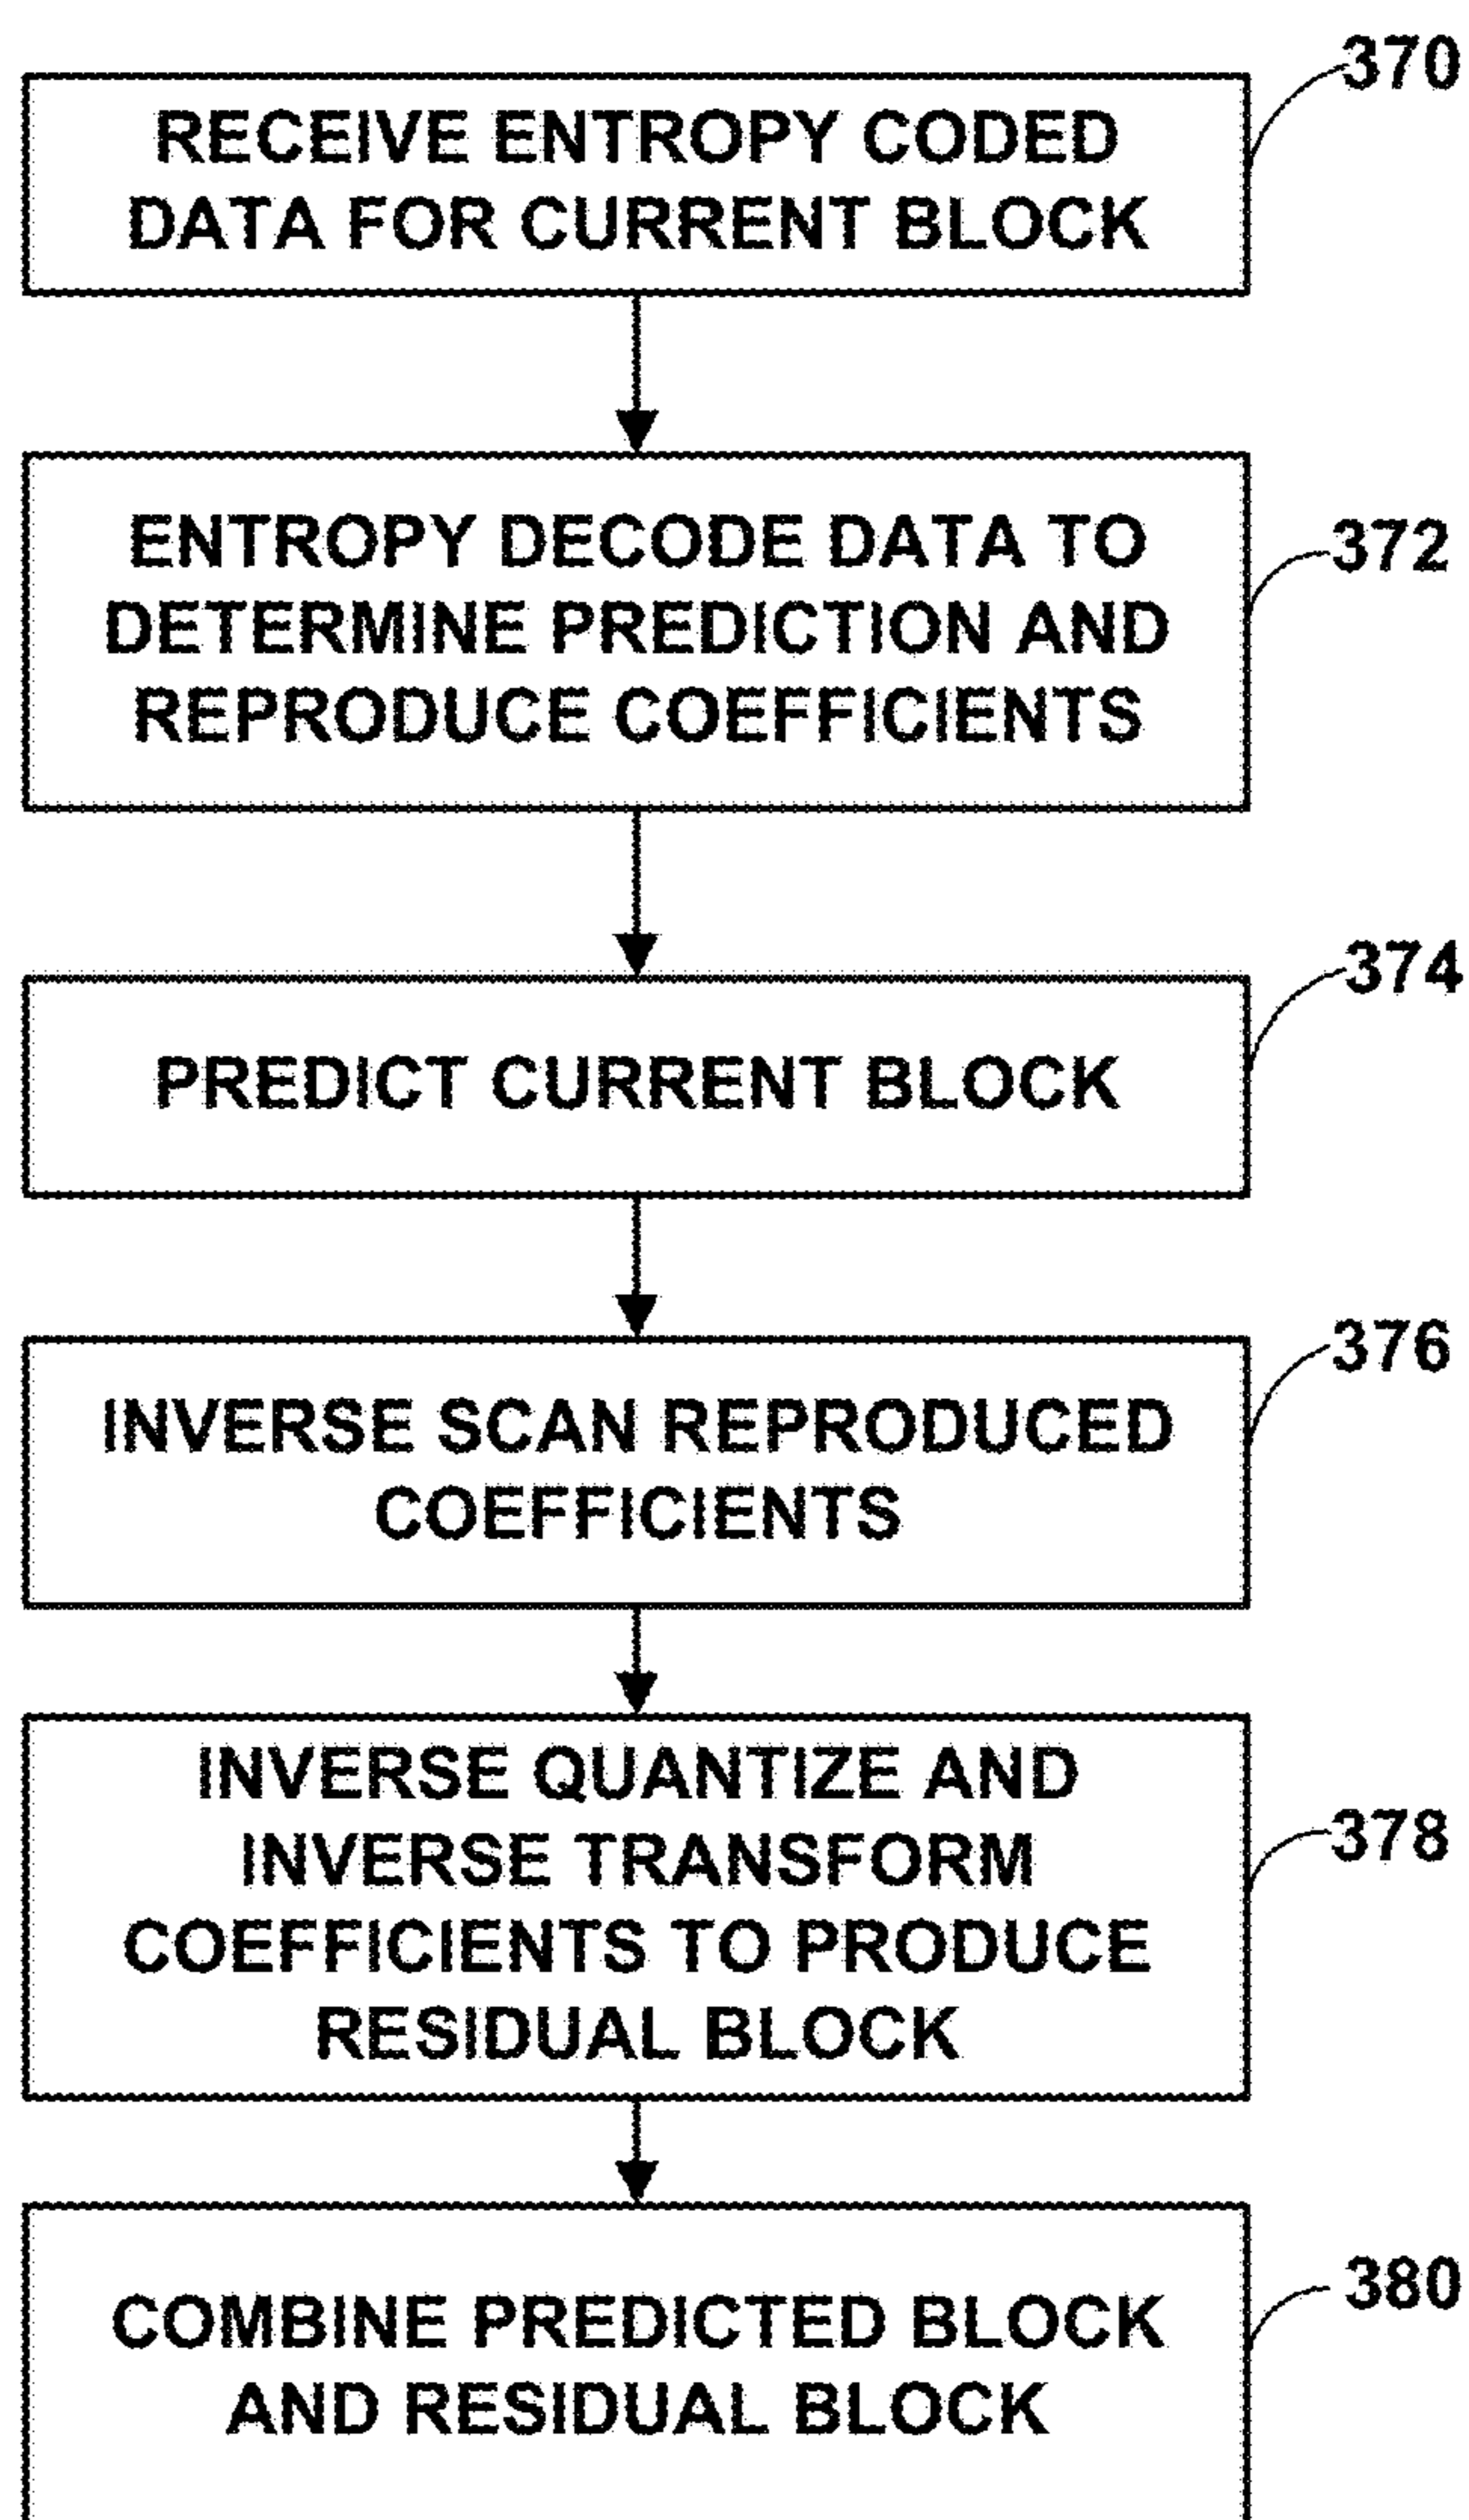 370
RECEIVE ENTROPY CODED
DATA FOR CURRENT BLOCK
ENTROPY DECODE DATA TO
372
DETERMINE PREDICTION AND
REPRODUCE COEFFICIENTS
374
PREDICT CURRENT BLOCK
376
INVERSE SCAN REPRODUCED
COEFFICIENTS
INVERSE QUANTIZE AND
378
INVERSE TRANSFORM
COEFFICIENTS TO PRODUCE
RESIDUAL BLOCK
380
COMBINE PREDICTED BLOCK
AND RESIDUAL BLOCK